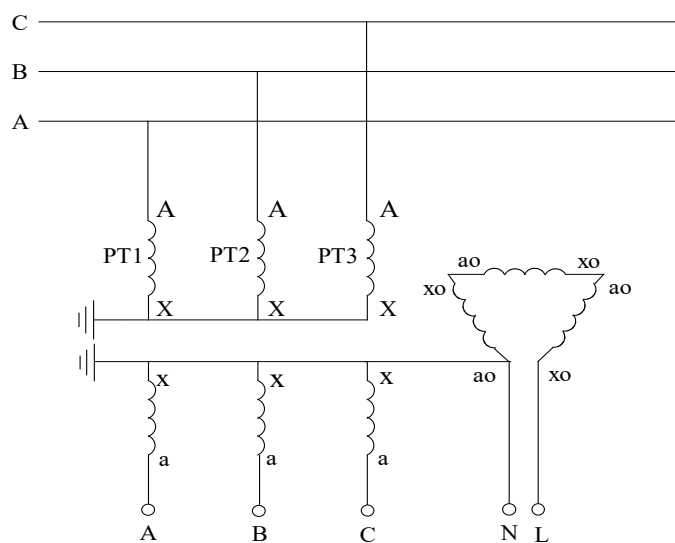 C
B
A
A A A
PT1 PT2 PT3
ao xo
xo ao
X X X
x x x ao xo
a a a
A B C N L